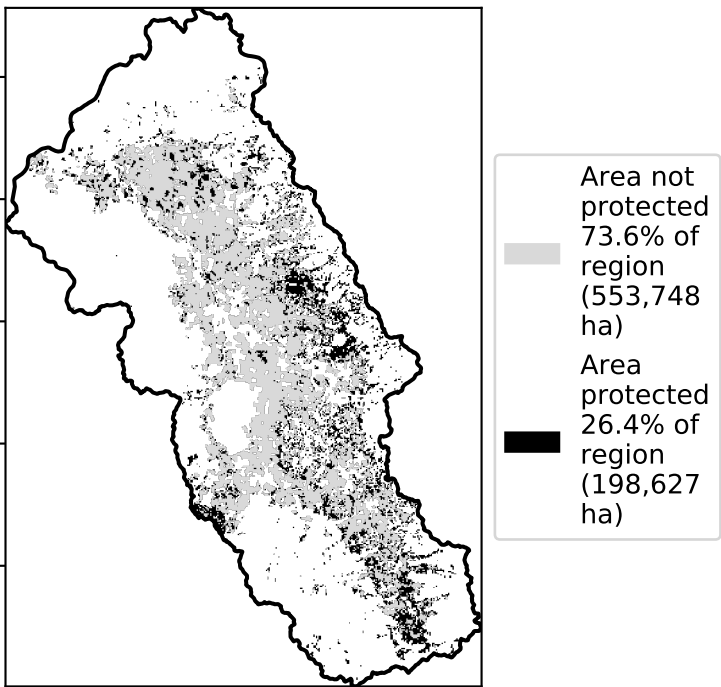 Area not
protected
73.6% of
region
(553,748
ha)
Area
protected
26.4% of
region
(198,627
ha)